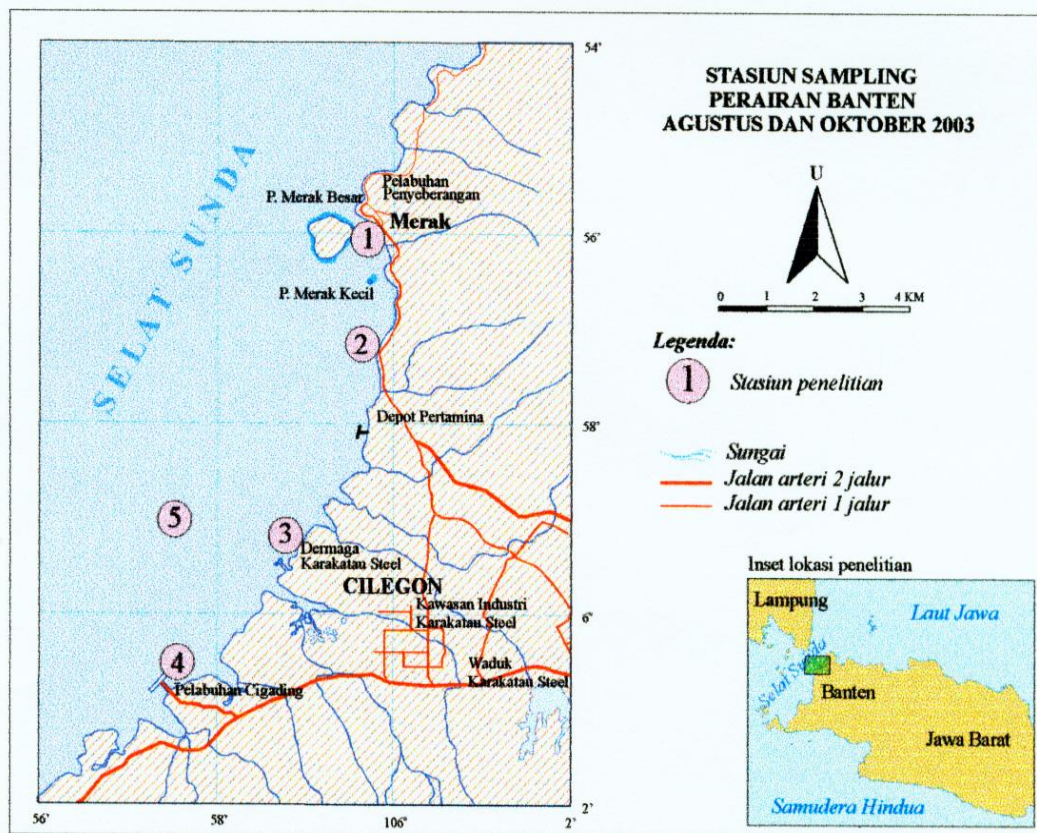 STASIUN SAMPLING
PERAIRAN BANTEN
AGUSTUS DAN OKTOBER 2003
U
0 1 2 3 4 KM
Legenda:
1
Stasiun penelitian
Sungai
Jalan arteri 2 jalur
Jalan arteri 1 jalur
Inset lokasi penelitian
Lampung
Laut Jawa
Selat Sunda
Banten
Jawa Barat
Samudera Hindua
SELAT SUNDA
Pelabuhan
Penyeberangan
P. Merak Besar
Merak
1
P. Merak Kecil
2
Depot Pertamina
5
3
Dermaga
Karakatau Steel
CILEGON
Kawasan Industri
Karakatau Steel
4
Waduk
Karakatau Steel
Pelabuhan Cigading
54'
56'
58'
6°
2'
56'
58'
106°
2'